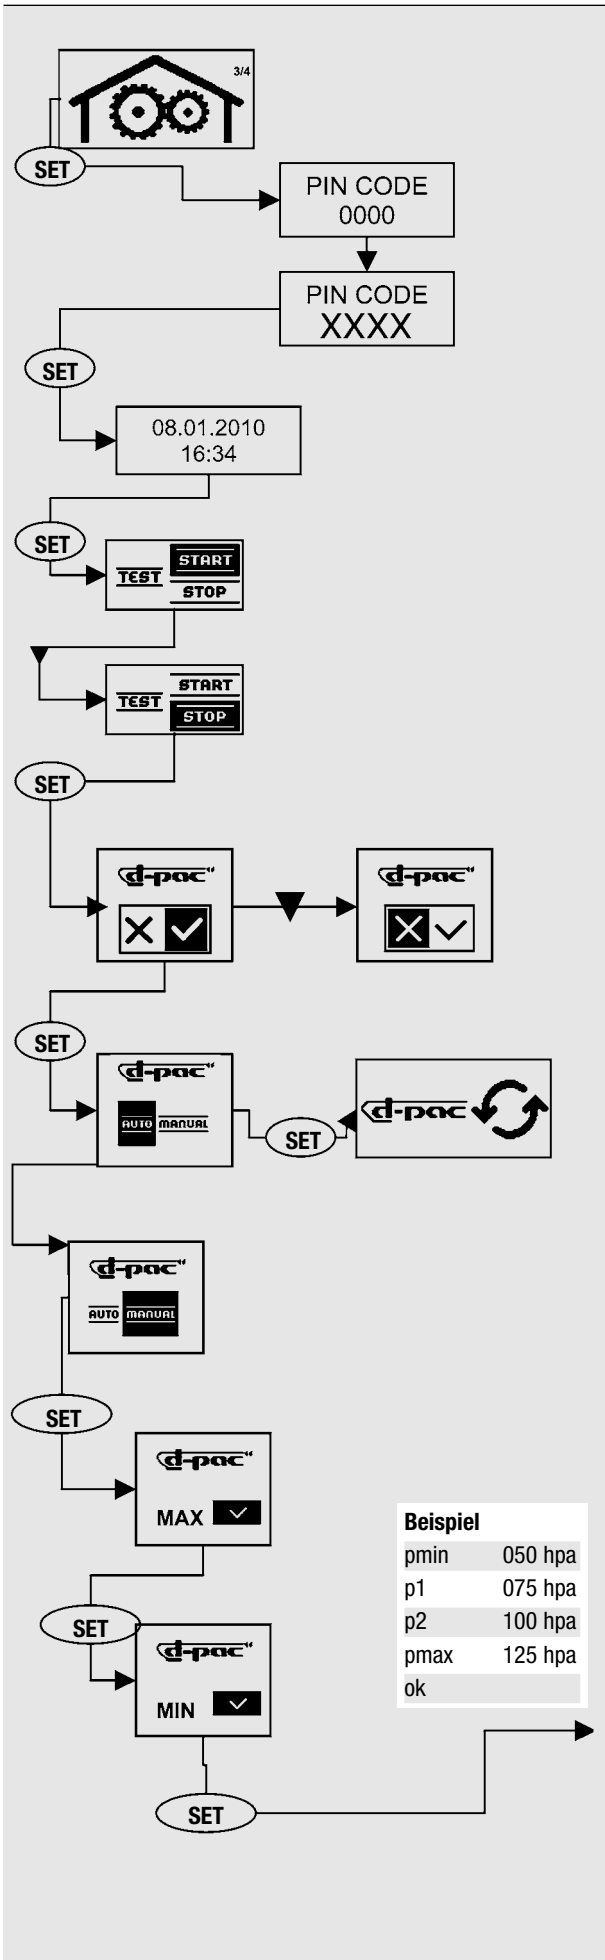 3/4
SET
PIN CODE
0000
PIN CODE
XXXX
SET
08.01.2010
16:34
SET
TEST START
STOP
TEST START
STOP
SET
d-pac"
d-pac"
SET
d-pac"
AUTO MANUAL
SET
d-pac
d-pac"
AUTO MANUAL
SET
d-pac"
MAX
SET
d-pac"
MIN
Beispiel
pmin 050 hpa
p1 075 hpa
p2 100 hpa
pmax 125 hpa
ok
SET